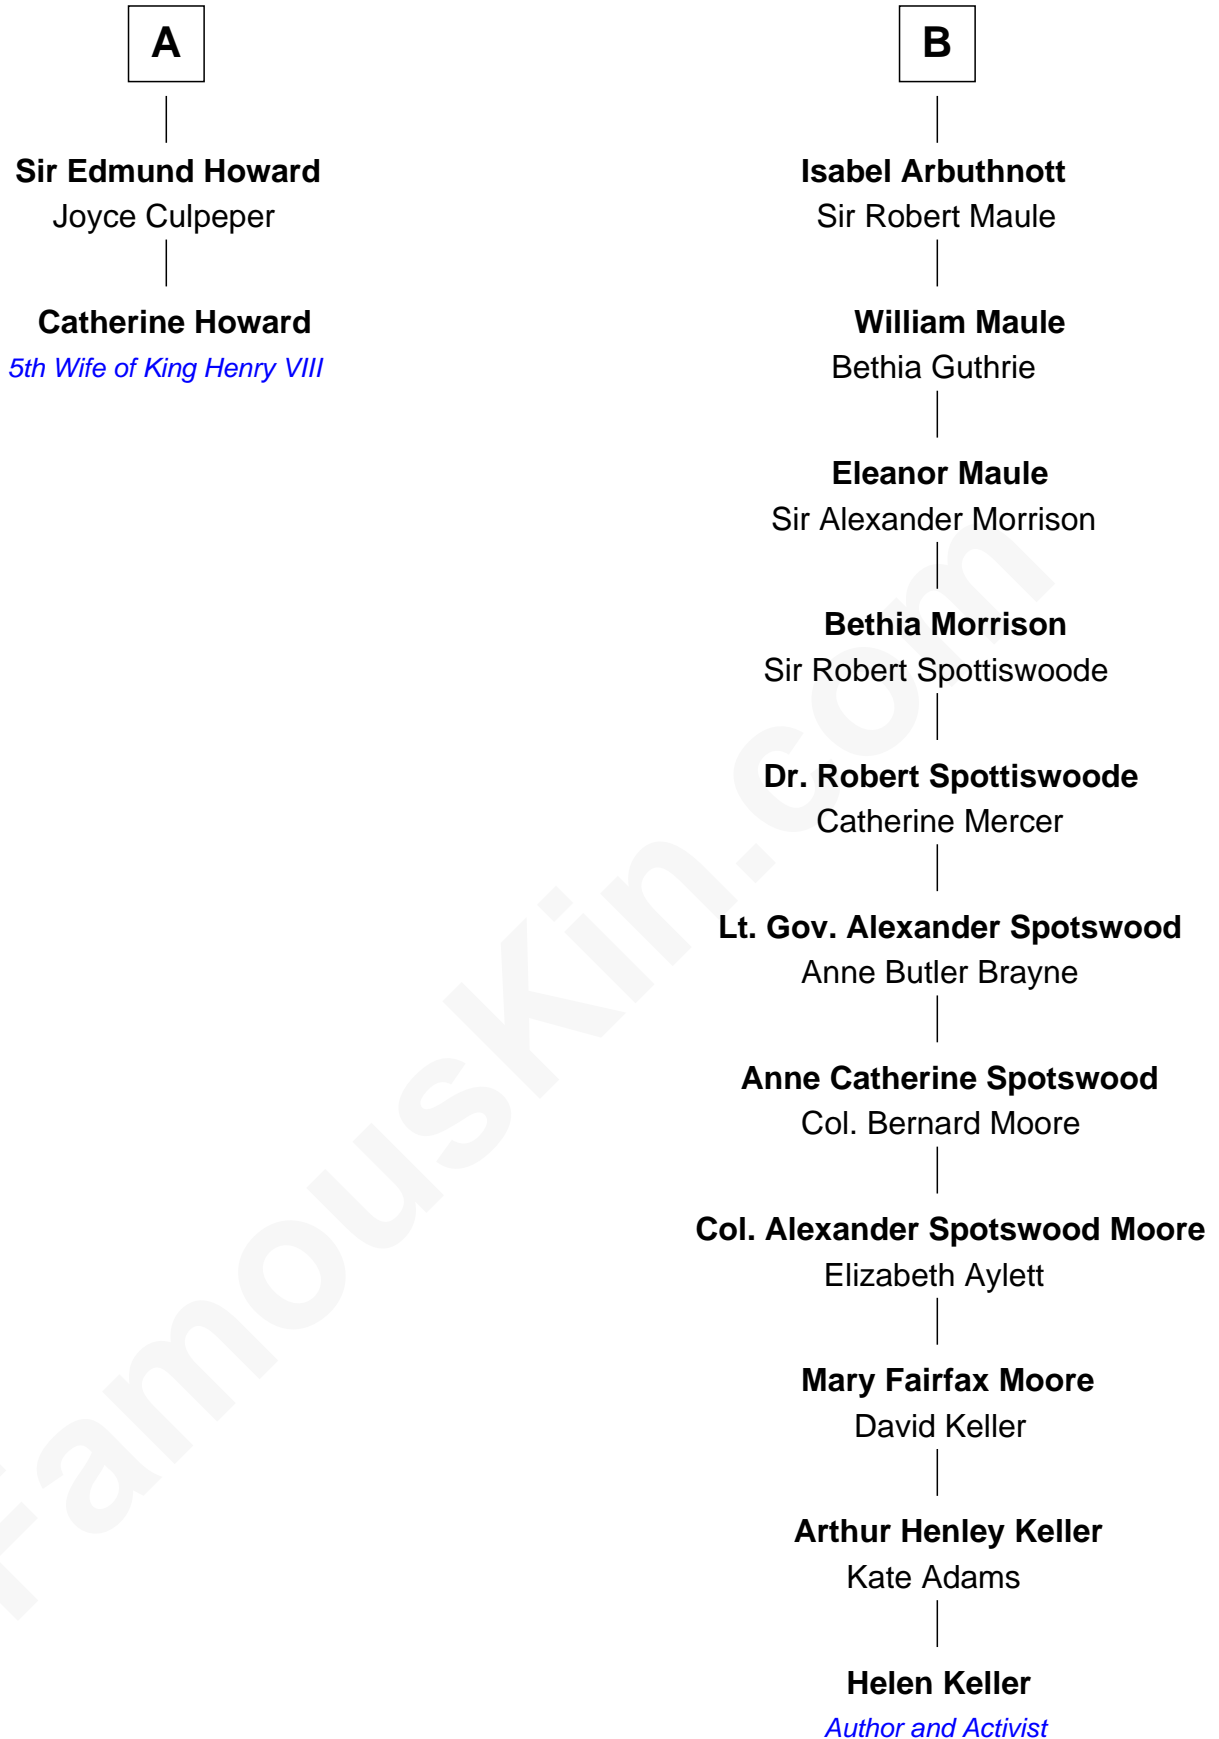 A
Sir Edmund Howard
Joyce Culpeper
Catherine Howard
5th Wife of King Henry VIII
B
Isabel Arbuthnott
Sir Robert Maule
William Maule
Bethia Guthrie
Eleanor Maule
Sir Alexander Morrison
Bethia Morrison
Sir Robert Spottiswoode
Dr. Robert Spottiswoode
Catherine Mercer
Lt. Gov. Alexander Spotswood
Anne Butler Brayne
Anne Catherine Spotswood
Col. Bernard Moore
Col. Alexander Spotswood Moore
Elizabeth Aylett
Mary Fairfax Moore
David Keller
Arthur Henley Keller
Kate Adams
Helen Keller
Author and Activist
FamousKin.com